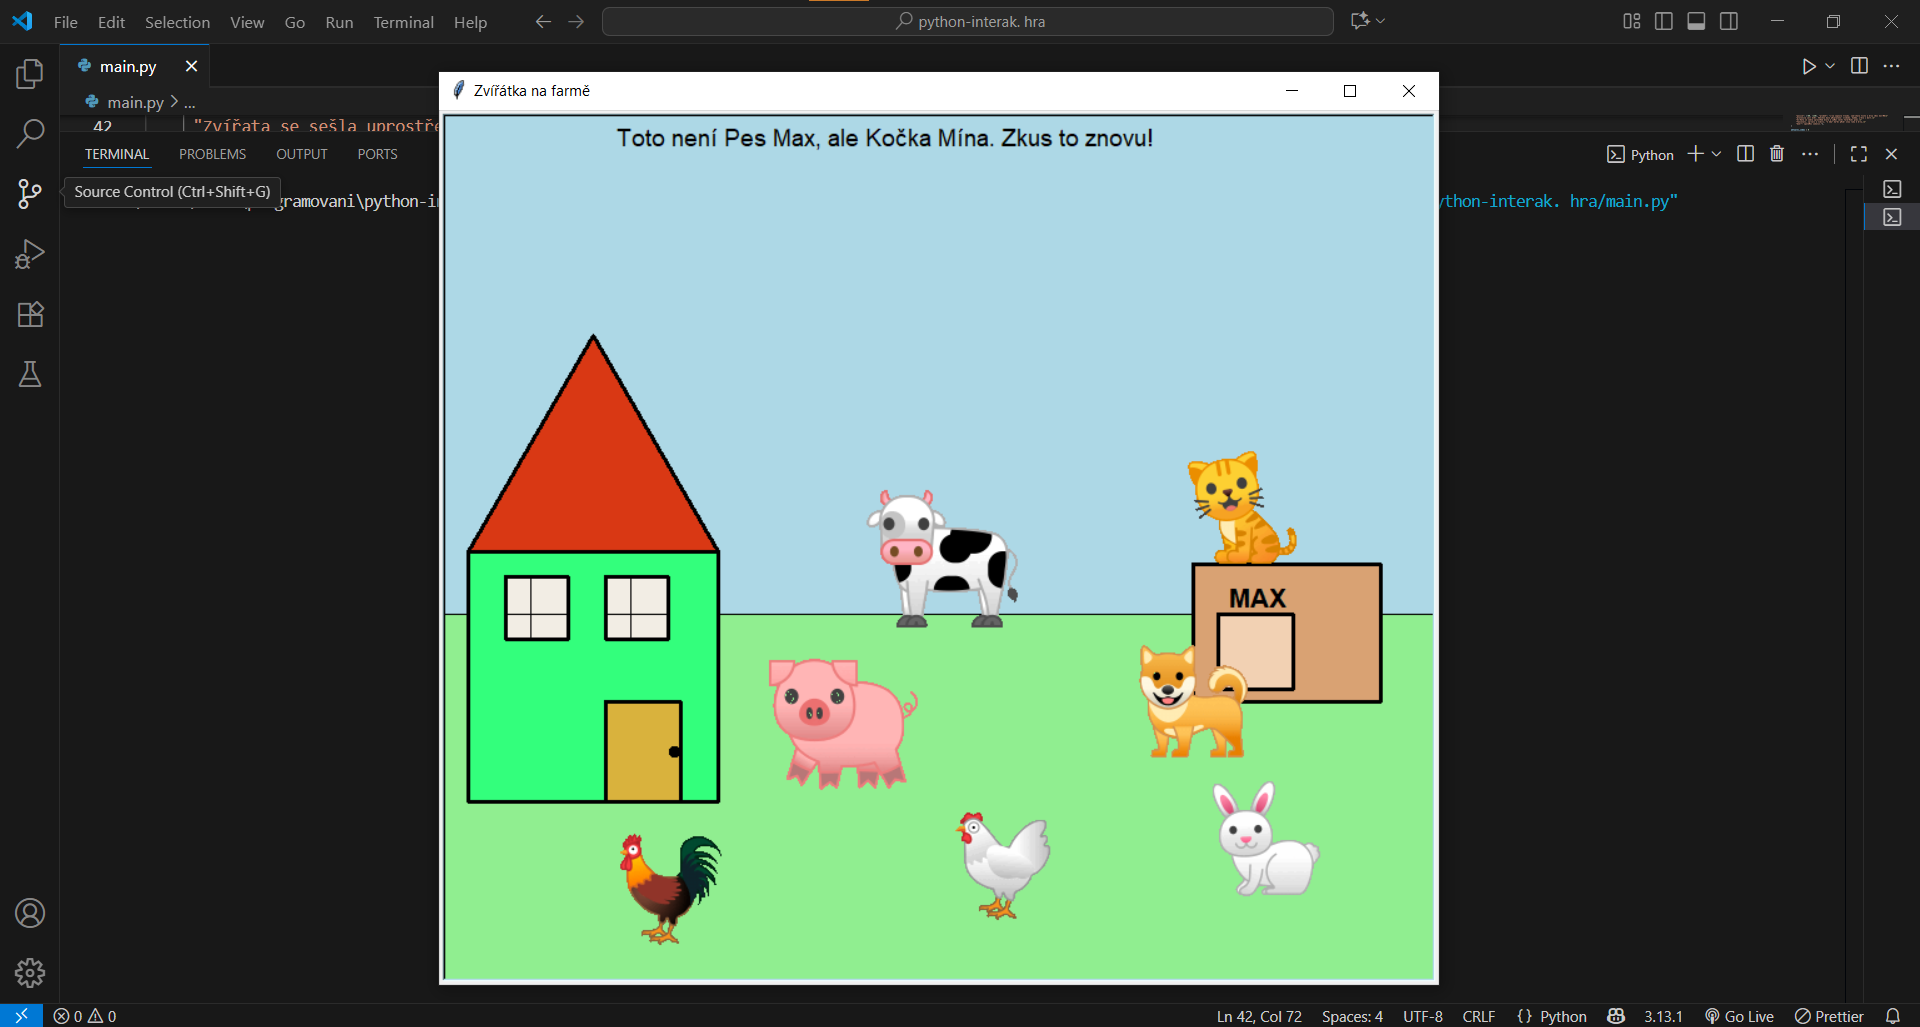 File Edit Selection View Go Run Terminal Help
python-interak. hra
main.py
main.py > ...
42 "Zvířata se sešla uprostře
TERMINAL PROBLEMS OUTPUT PORTS
Python
Source Control (Ctrl+Shift+G)
gramovani\python-i
ython-interak. hra/main.py"
Zvířátka na farmě
Toto není Pes Max, ale Kočka Mína. Zkus to znovu!
MAX
0 0
Ln 42, Col 72 Spaces: 4 UTF-8 CRLF {} Python 3.13.1 Go Live Prettier